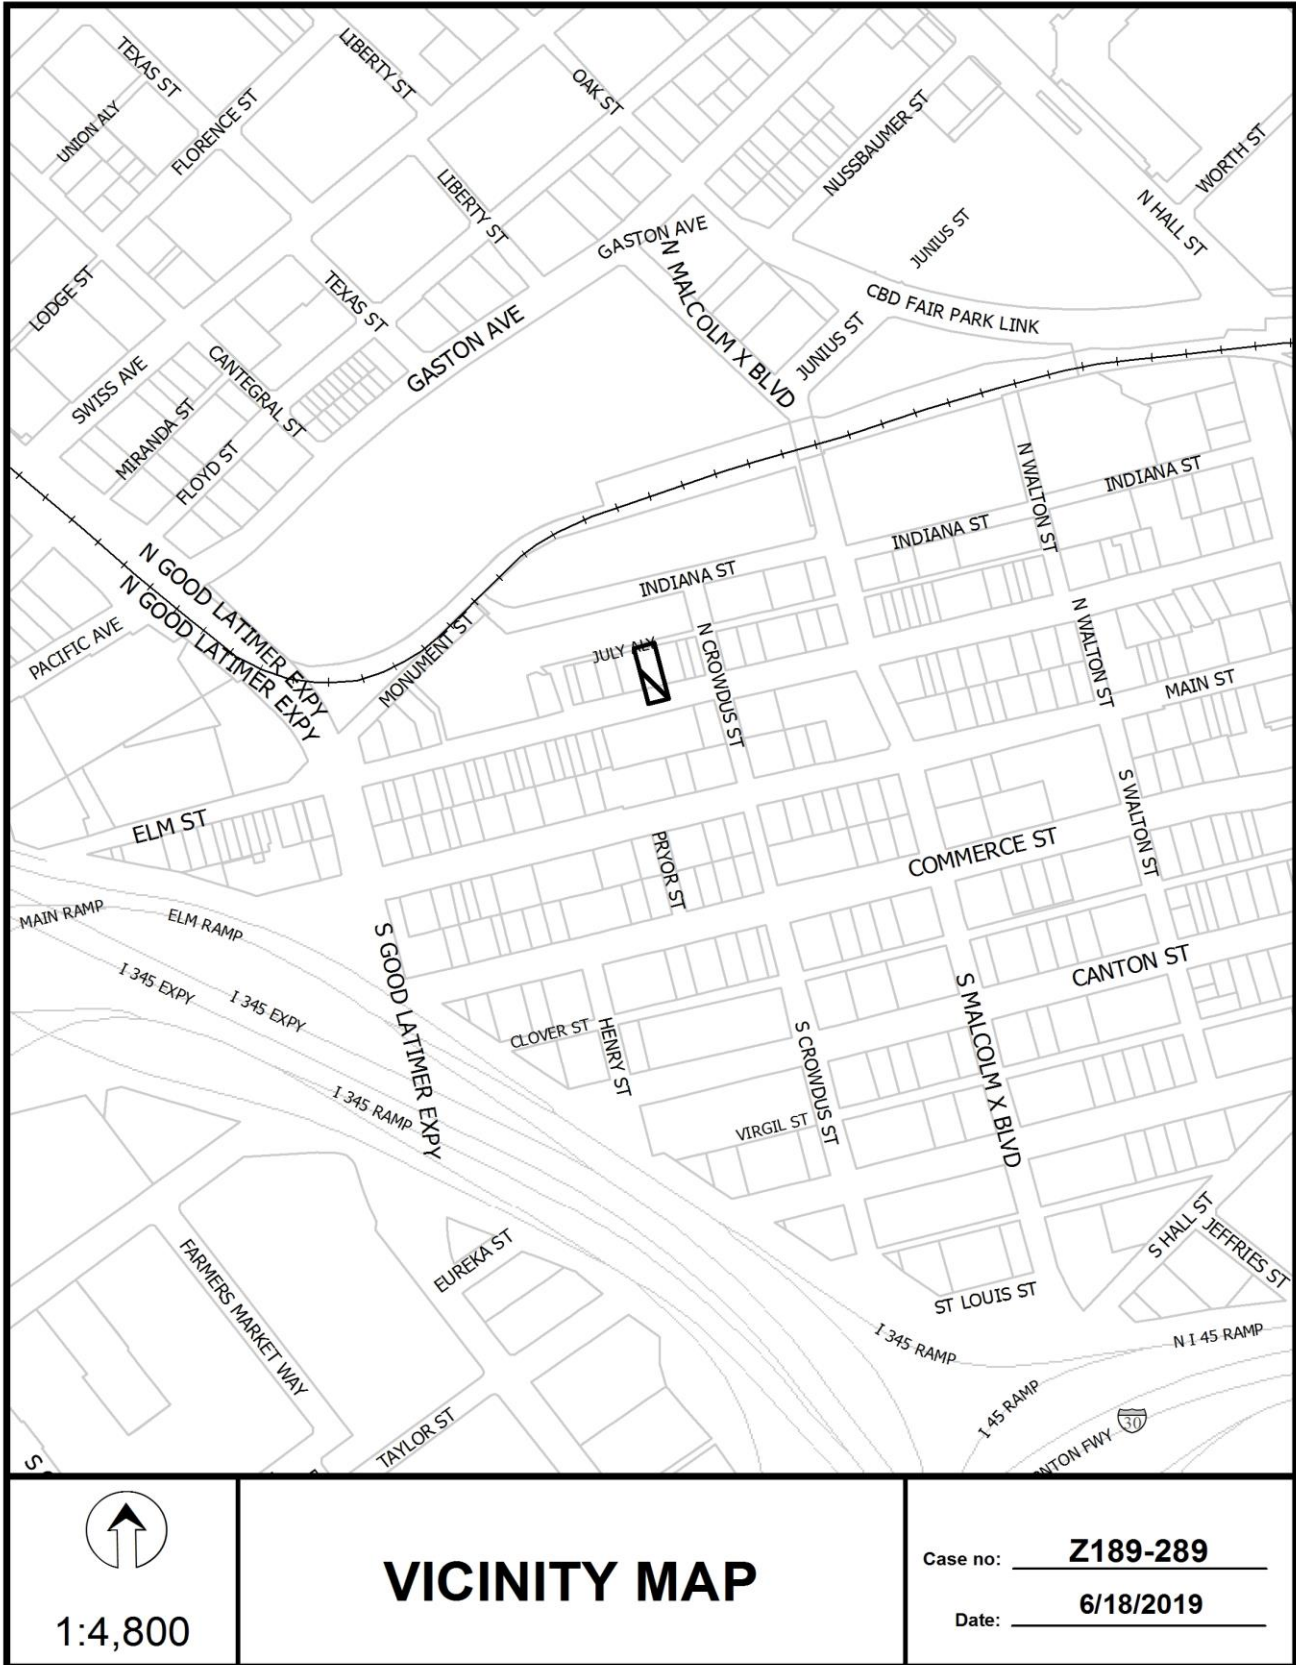 TEXAS ST
LIBERTY ST
OAK ST
UNION ALY
FLORENCE ST
NUSSBAUMER ST
WORTH ST
LIBERTY ST
N HALL ST
GASTON AVE
JUNIUS ST
LODGE ST
TEXAS ST
N MALCOLM X BLVD
CBD FAIR PARK LINK
GASTON AVE
JUNIUS ST
SWISS AVE
CANTEGRAL ST
MIRANDA ST
FLOYD ST
N WALTON ST
INDIANA ST
INDIANA ST
N GOOD LATIMER EXPY
N GOOD LATIMER EXPY
INDIANA ST
PACIFIC AVE
MONUMENT ST
JULY ALY
N CROWDUS ST
N WALTON ST
MAIN ST
ELM ST
S WALTON ST
PRYOR ST
COMMERCE ST
MAIN RAMP
ELM RAMP
S GOOD LATIMER EXPY
I 345 EXPY
I 345 EXPY
CANTON ST
CLOVER ST
HENRY ST
S CROWDUS ST
S MALCOLM X BLVD
I 345 RAMP
VIRGIL ST
EUREKA ST
S HALL ST
JEFFRIES ST
FARMERS MARKET WAY
ST LOUIS ST
I 345 RAMP
N I 45 RAMP
I 45 RAMP
TAYLOR ST
30
NTON FWY
S
1:4,800
VICINITY MAP
Case no: Z189-289
Date: 6/18/2019